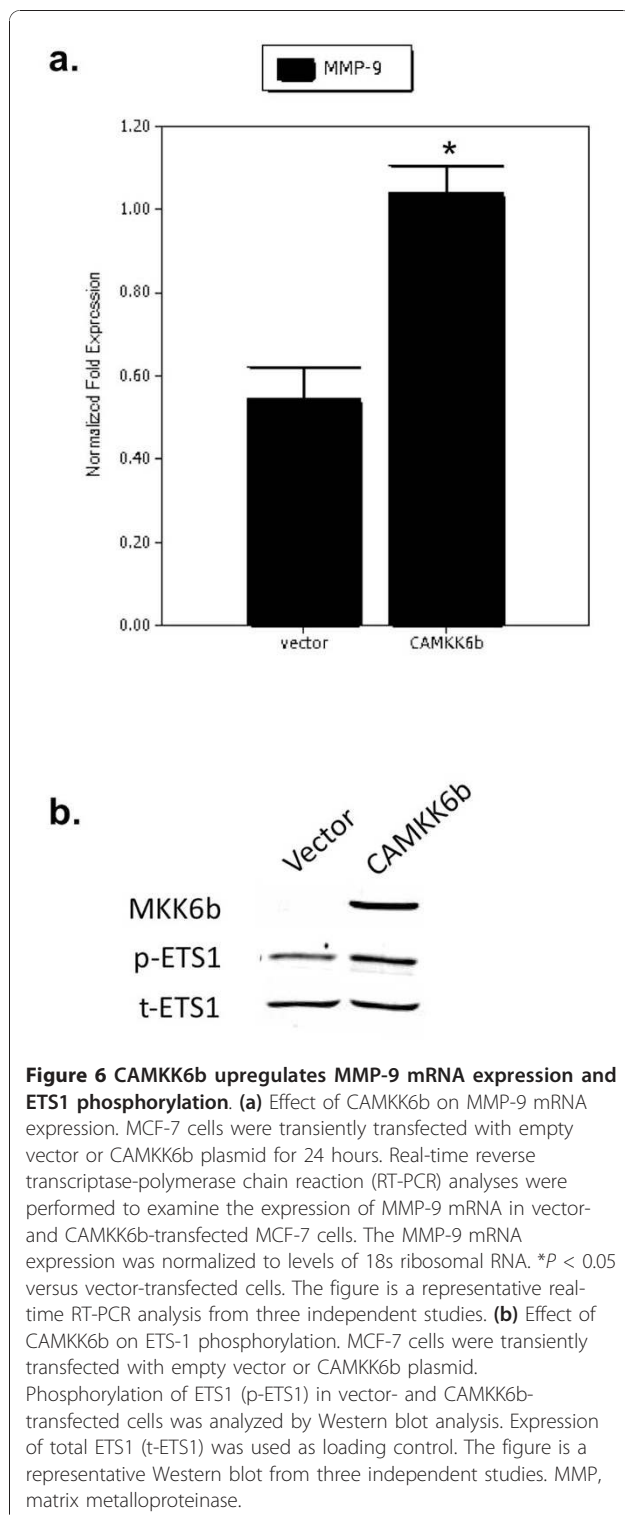 a.
MMP-9
1.20
*
1.00
0.80
0.60
0.40
0.20
0.00
Normalized Fold Expression
vector
CAMKK6b
b.
Vector
CAMKK6b
MKK6b
p-ETS1
t-ETS1
Figure 6 CAMKK6b upregulates MMP-9 mRNA expression and
ETS1 phosphorylation. (a) Effect of CAMKK6b on MMP-9 mRNA
expression. MCF-7 cells were transiently transfected with empty
vector or CAMKK6b plasmid for 24 hours. Real-time reverse
transcriptase-polymerase chain reaction (RT-PCR) analyses were
performed to examine the expression of MMP-9 mRNA in vector-
and CAMKK6b-transfected MCF-7 cells. The MMP-9 mRNA
expression was normalized to levels of 18s ribosomal RNA. *P < 0.05
versus vector-transfected cells. The figure is a representative real-
time RT-PCR analysis from three independent studies. (b) Effect of
CAMKK6b on ETS-1 phosphorylation. MCF-7 cells were transiently
transfected with empty vector or CAMKK6b plasmid.
Phosphorylation of ETS1 (p-ETS1) in vector- and CAMKK6b-
transfected cells was analyzed by Western blot analysis. Expression
of total ETS1 (t-ETS1) was used as loading control. The figure is a
representative Western blot from three independent studies. MMP,
matrix metalloproteinase.